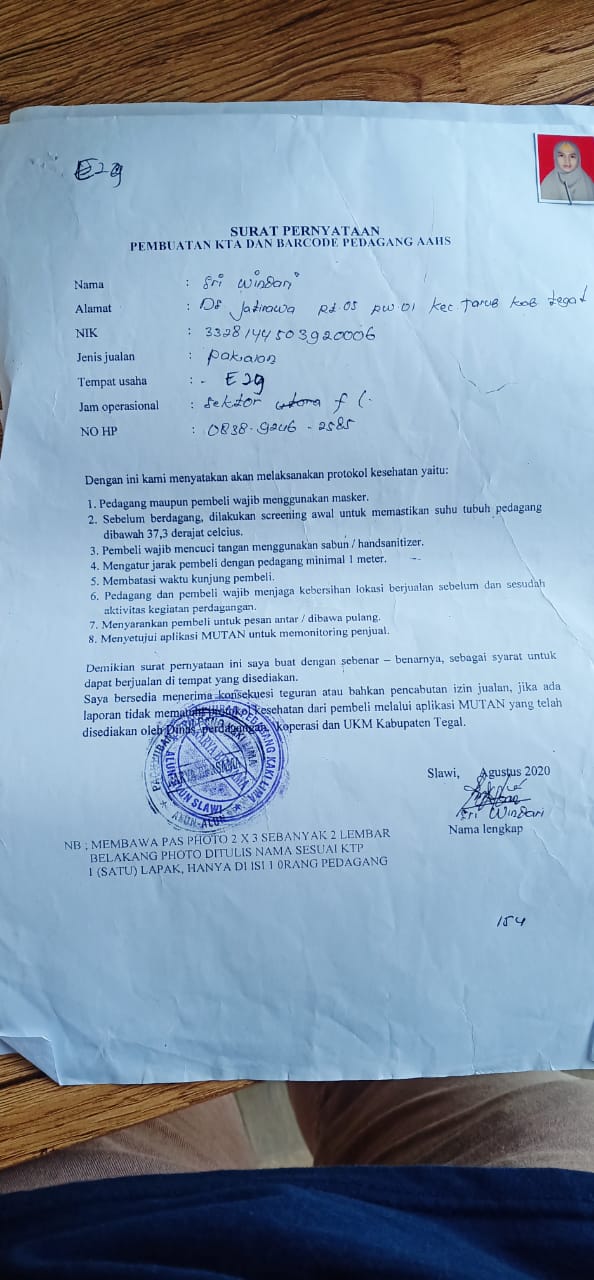 E29
SURAT PERNYATAAN
PEMBUATAN KTA DAN BARCODE PEDAGANG AAHS
Nama : Sri Windari
Alamat : Ds Jatirawa Rt.05 RW 01 Kec Tarub Kab Tegal
NIK : 3328144503920006
Jenis jualan : pakaian
Tempat usaha : - E29
Jam operasional : Sektor utara
NO HP : 0838-9246-2585
Dengan ini kami menyatakan akan melaksanakan protokol kesehatan yaitu:
1. Pedagang maupun pembeli wajib menggunakan masker.
2. Sebelum berdagang, dilakukan screening awal untuk memastikan suhu tubuh pedagang
dibawah 37,3 derajat celcius.
3. Pembeli wajib mencuci tangan menggunakan sabun / handsanitizer.
4. Mengatur jarak pembeli dengan pedagang minimal 1 meter.
5. Membatasi waktu kunjung pembeli.
6. Pedagang dan pembeli wajib menjaga kebersihan lokasi berjualan sebelum dan sesudah
aktivitas kegiatan perdagangan.
7. Menyarankan pembeli untuk pesan antar / dibawa pulang.
8. Menyetujui aplikasi MUTAN untuk memonitoring penjual.
Demikian surat pernyataan ini saya buat dengan sebenar – benarnya, sebagai syarat untuk
dapat berjualan di tempat yang disediakan.
Saya bersedia menerima konsekuesi teguran atau bahkan pencabutan izin jualan, jika ada
laporan tidak mematuhi protokol kesehatan dari pembeli melalui aplikasi MUTAN yang telah
disediakan oleh Dinas perdagangan, koperasi dan UKM Kabupaten Tegal.
PEDAGANG KAKI LIMA
ALUN-ALUN SLAWI
Slawi, Agustus 2020
Sri Windari
Nama lengkap
NB ; MEMBAWA PAS PHOTO 2 X 3 SEBANYAK 2 LEMBAR
BELAKANG PHOTO DITULIS NAMA SESUAI KTP
1 (SATU) LAPAK, HANYA DI ISI 1 0RANG PEDAGANG
154